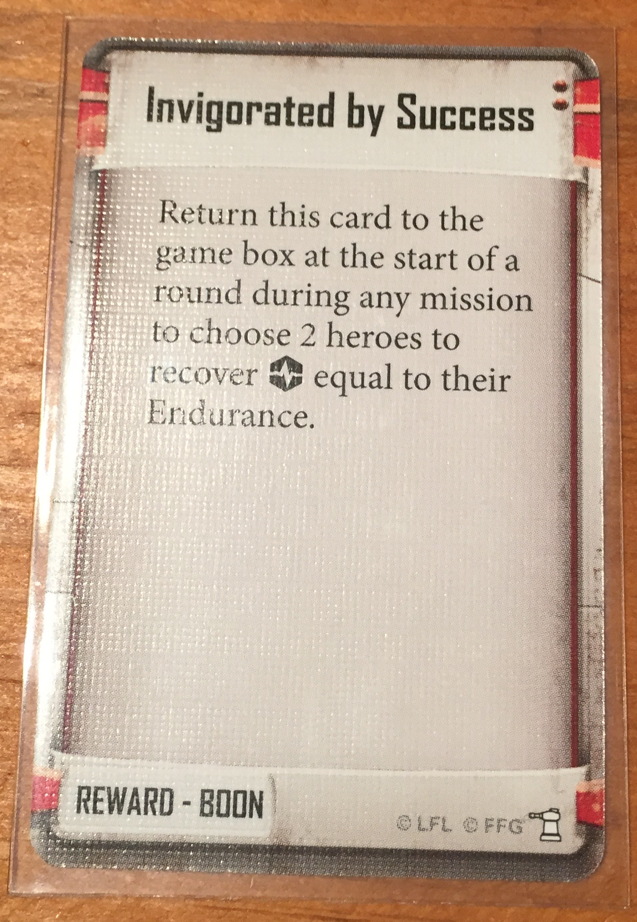 Invigorated by Success
Return this card to the
game box at the start of a
round during any mission
to choose 2 heroes to
recover equal to their
Endurance.
REWARD - BOON
© LFL © FFG